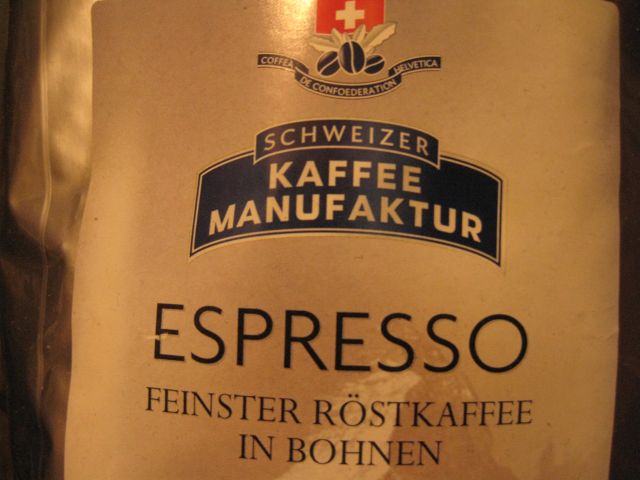 COFFEA HELVETICA
DE CONFOEDERATION
SCHWEIZER
KAFFEE
MANUFAKTUR
ESPRESSO
FEINSTER RÖSTKAFFEE
IN BOHNEN